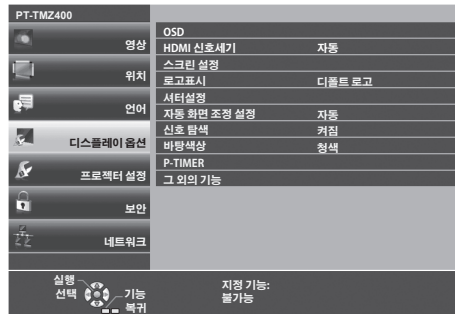 PT-TMZ400
영상
위치
언어
디스플레이 옵션
프로젝터 설정
보안
네트워크
OSD
HDMI 신호세기 자동
스크린 설정
로고표시 디폴트 로고
셔터설정
자동 화면 조정 설정 자동
신호 탐색 켜짐
바탕색상 청색
P-TIMER
그 외의 기능
실행
선택
기능
복귀
지정 기능:
불가능